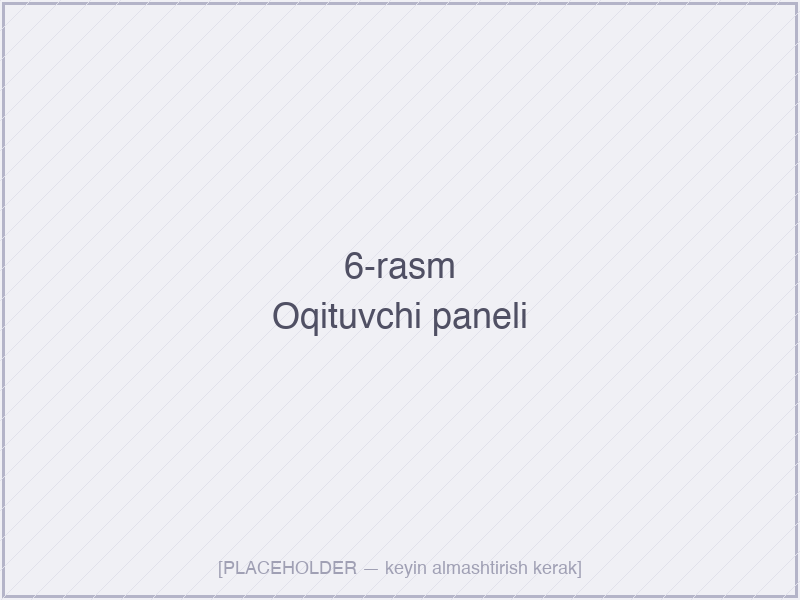 6-rasm
Oqituvchi paneli
[PLACEHOLDER — keyin almashtirish kerak]